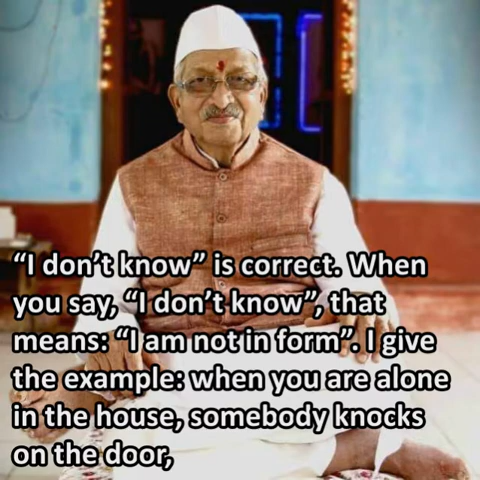 “I don’t know” is correct. When
you say, “I don’t know”, that
means: “I am not in form”. I give
the example: when you are alone
in the house, somebody knocks
on the door,